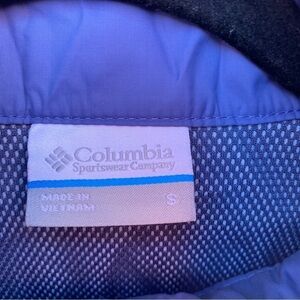 Columbia
Sportswear Company
MADE IN
VIETNAM
S